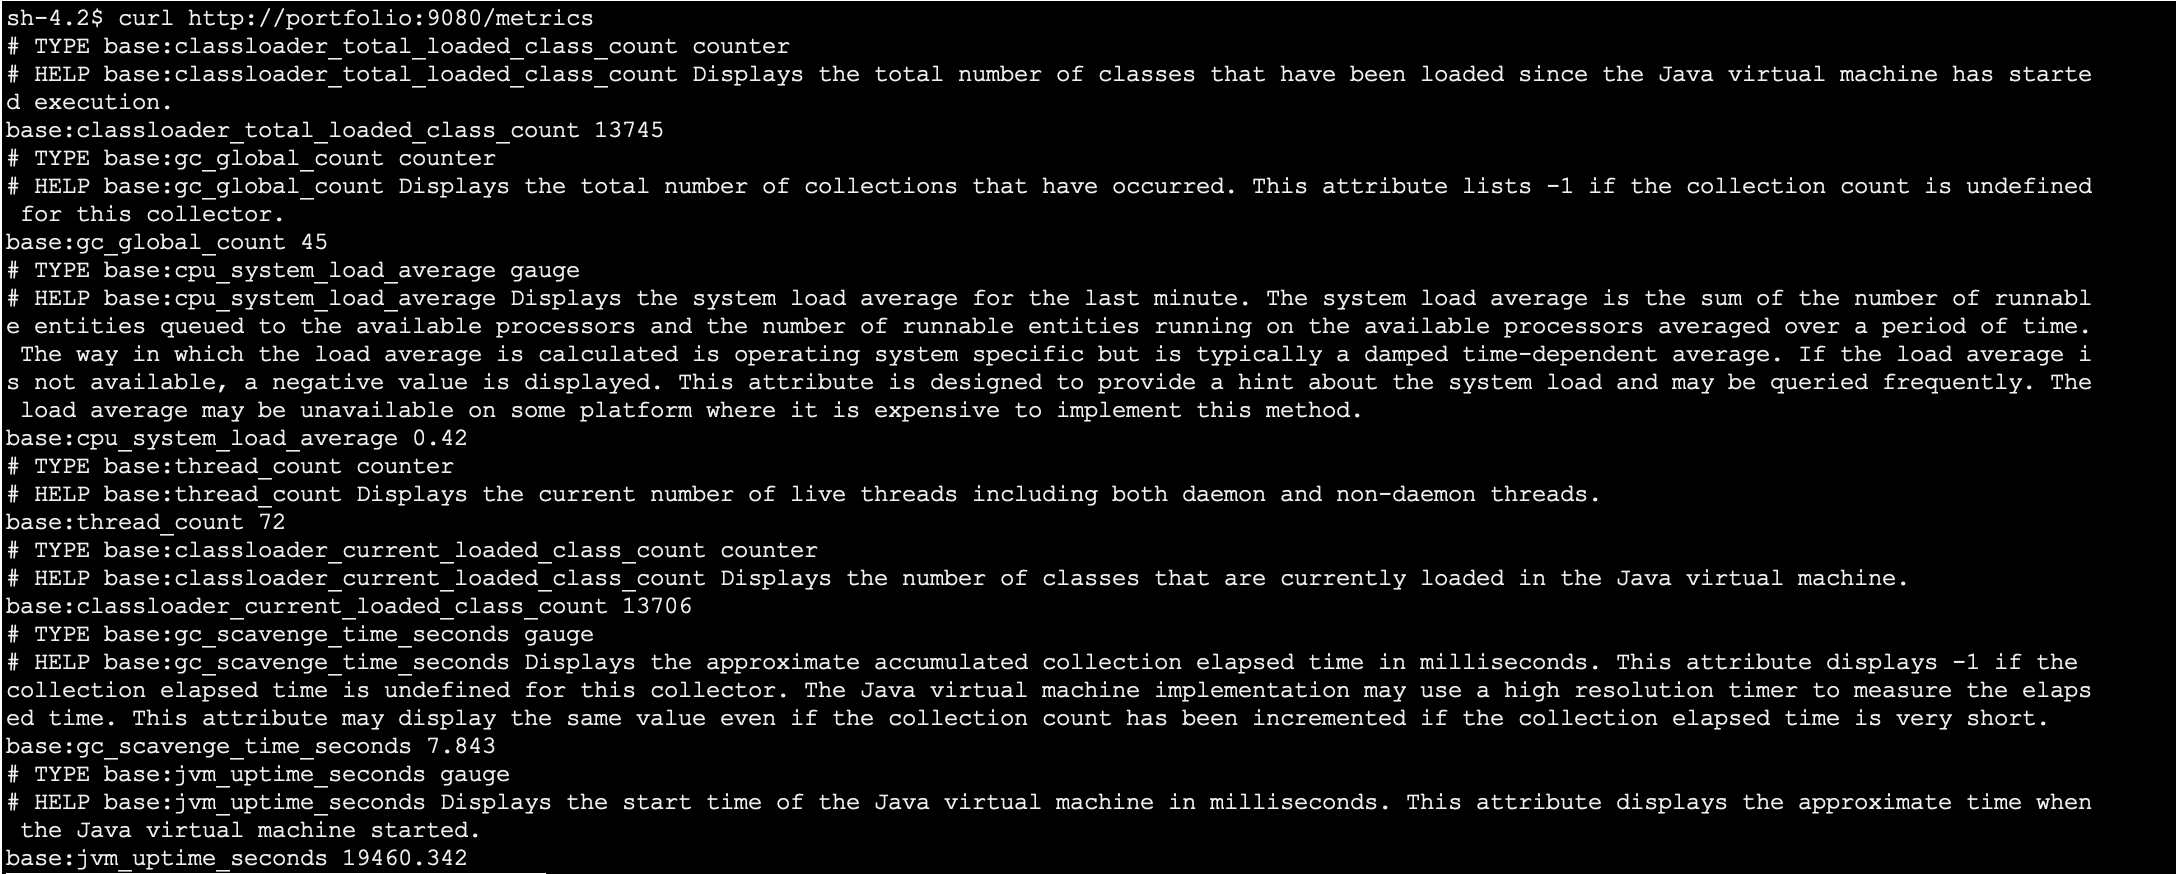 sh-4.2$ curl http://portfolio:9080/metrics
# TYPE base:classloader_total_loaded_class_count counter
# HELP base:classloader_total_loaded_class_count Displays the total number of classes that have been loaded since the Java virtual machine has starte
d execution.
base:classloader_total_loaded_class_count 13745
# TYPE base:gc_global_count counter
# HELP base:gc_global_count Displays the total number of collections that have occurred. This attribute lists -1 if the collection count is undefined
 for this collector.
base:gc_global_count 45
# TYPE base:cpu_system_load_average gauge
# HELP base:cpu_system_load_average Displays the system load average for the last minute. The system load average is the sum of the number of runnabl
e entities queued to the available processors and the number of runnable entities running on the available processors averaged over a period of time.
 The way in which the load average is calculated is operating system specific but is typically a damped time-dependent average. If the load average i
s not available, a negative value is displayed. This attribute is designed to provide a hint about the system load and may be queried frequently. The
 load average may be unavailable on some platform where it is expensive to implement this method.
base:cpu_system_load_average 0.42
# TYPE base:thread_count counter
# HELP base:thread_count Displays the current number of live threads including both daemon and non-daemon threads.
base:thread_count 72
# TYPE base:classloader_current_loaded_class_count counter
# HELP base:classloader_current_loaded_class_count Displays the number of classes that are currently loaded in the Java virtual machine.
base:classloader_current_loaded_class_count 13706
# TYPE base:gc_scavenge_time_seconds gauge
# HELP base:gc_scavenge_time_seconds Displays the approximate accumulated collection elapsed time in milliseconds. This attribute displays -1 if the
collection elapsed time is undefined for this collector. The Java virtual machine implementation may use a high resolution timer to measure the elaps
ed time. This attribute may display the same value even if the collection count has been incremented if the collection elapsed time is very short.
base:gc_scavenge_time_seconds 7.843
# TYPE base:jvm_uptime_seconds gauge
# HELP base:jvm_uptime_seconds Displays the start time of the Java virtual machine in milliseconds. This attribute displays the approximate time when
 the Java virtual machine started.
base:jvm_uptime_seconds 19460.342